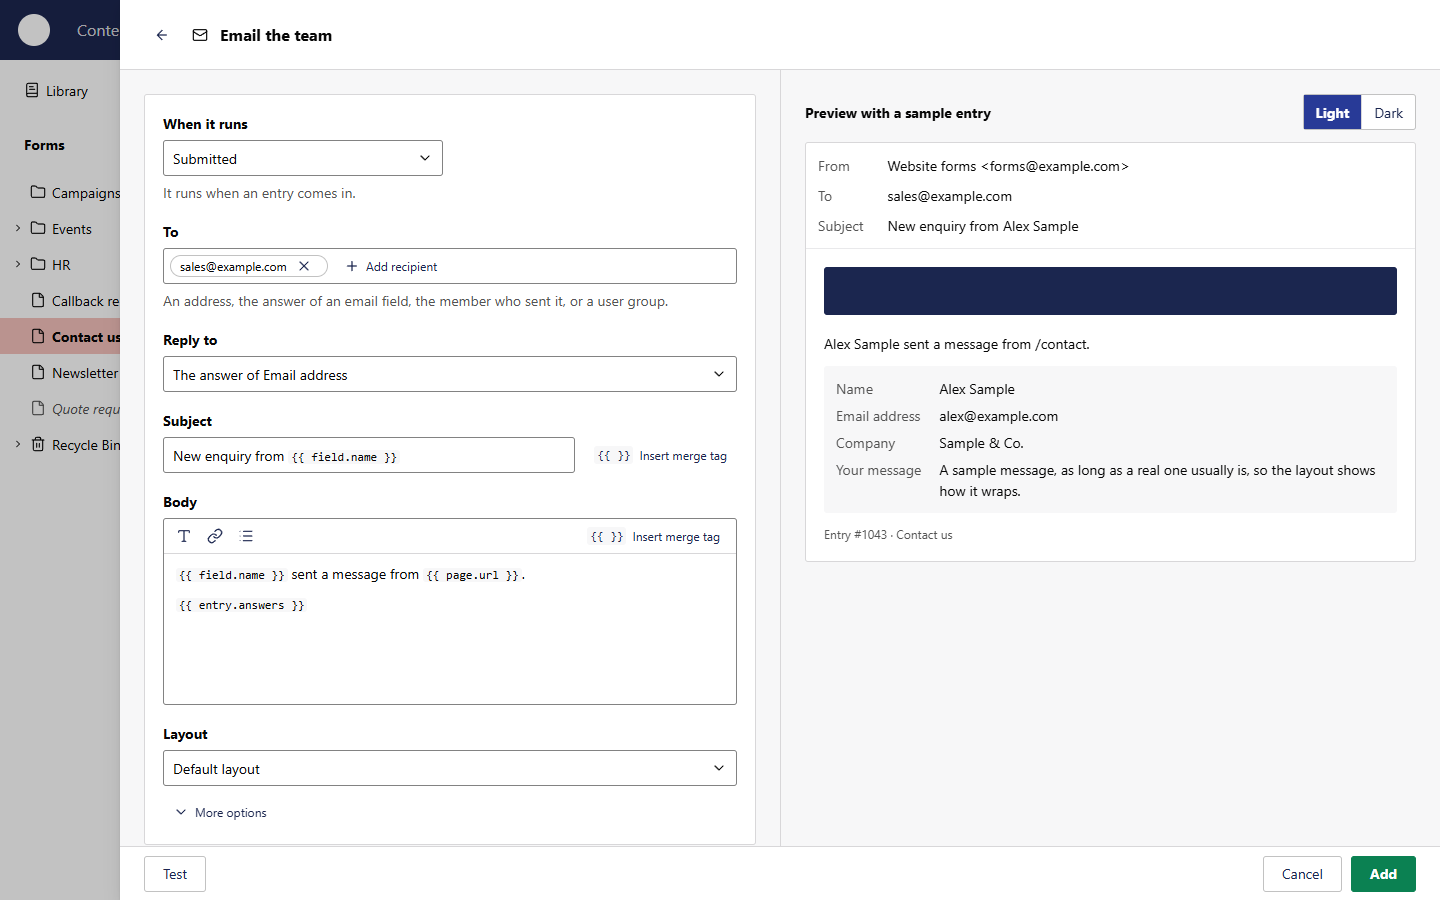 Conte
Email the team
Library
Forms
Campaigns
Events
HR
Callback re
Contact us
Newsletter
Quote requ
Recycle Bin
When it runs
Submitted
It runs when an entry comes in.
To
sales@example.com
Add recipient
An address, the answer of an email field, the member who sent it, or a user group.
Reply to
The answer of Email address
Subject
New enquiry from {{ field.name }}
{{ }} Insert merge tag
Body
{{ }} Insert merge tag
{{ field.name }} sent a message from {{ page.url }}.
{{ entry.answers }}
Layout
Default layout
More options
Preview with a sample entry
Light Dark
From Website forms <forms@example.com>
To sales@example.com
Subject New enquiry from Alex Sample
Alex Sample sent a message from /contact.
Name Alex Sample
Email address alex@example.com
Company Sample & Co.
Your message A sample message, as long as a real one usually is, so the layout shows
how it wraps.
Entry #1043 · Contact us
Test
Cancel
Add